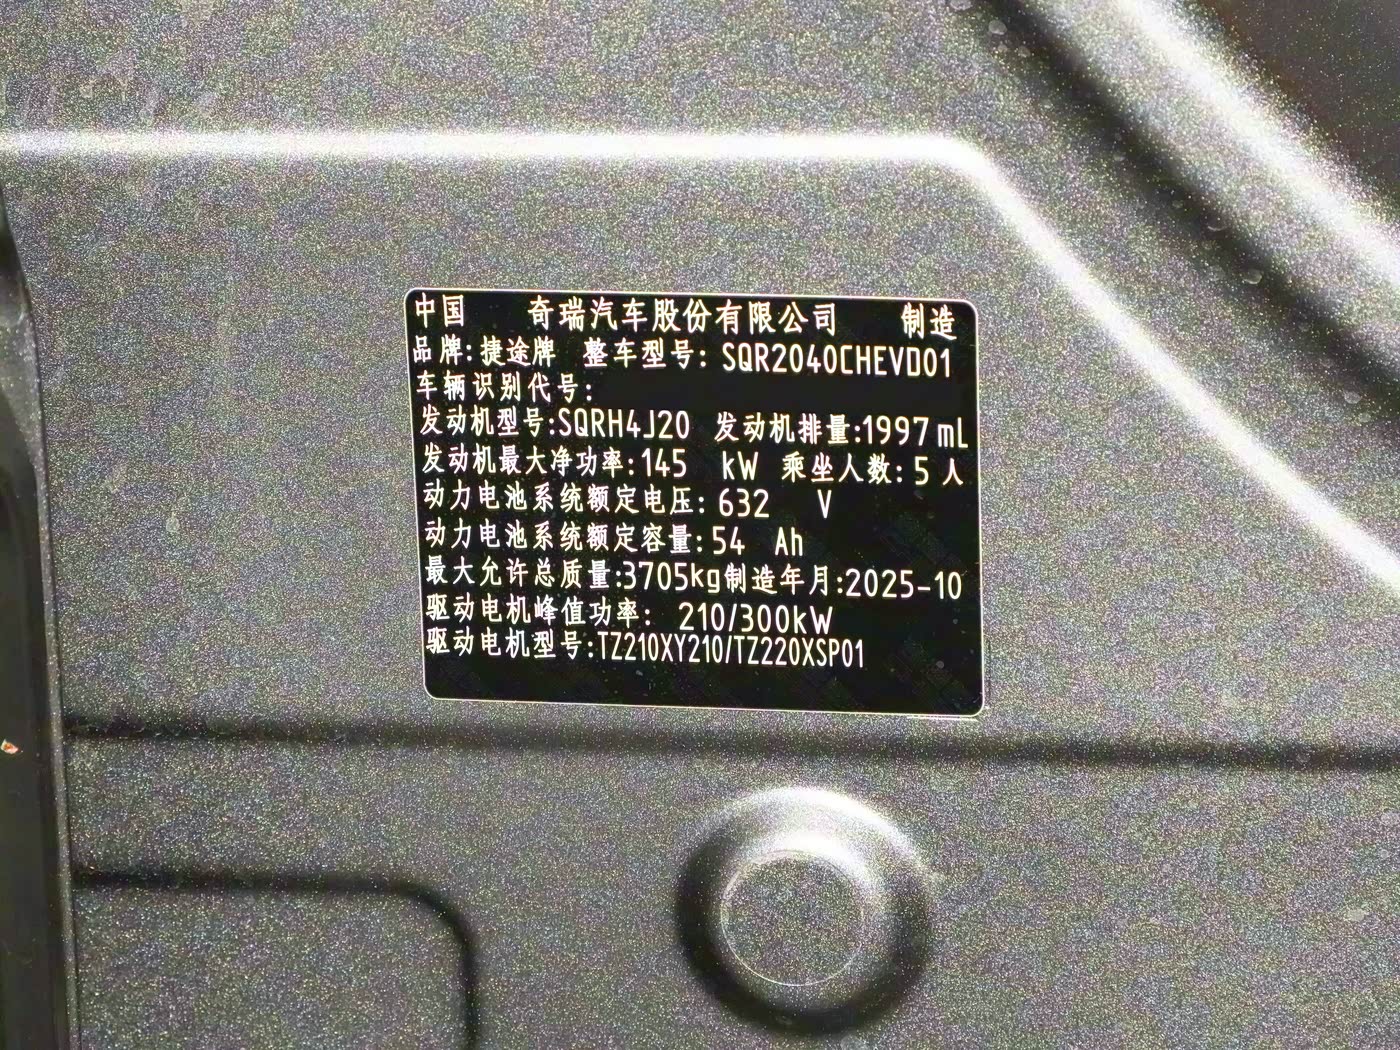 中国 奇瑞汽车股份有限公司 制造
品牌:捷途牌 整车型号: SQR2040CHEVD01
车辆识别代号:
发动机型号:SQRH4J20 发动机排量:1997 mL
发动机最大净功率:145 kW 乘坐人数: 5 人
动力电池系统额定电压: 632 V
动力电池系统额定容量:54 Ah
最大允许总质量:3705kg制造年月:2025-10
驱动电机峰值功率: 210/300kW
驱动电机型号:TZ210XY210/TZ220XSP01